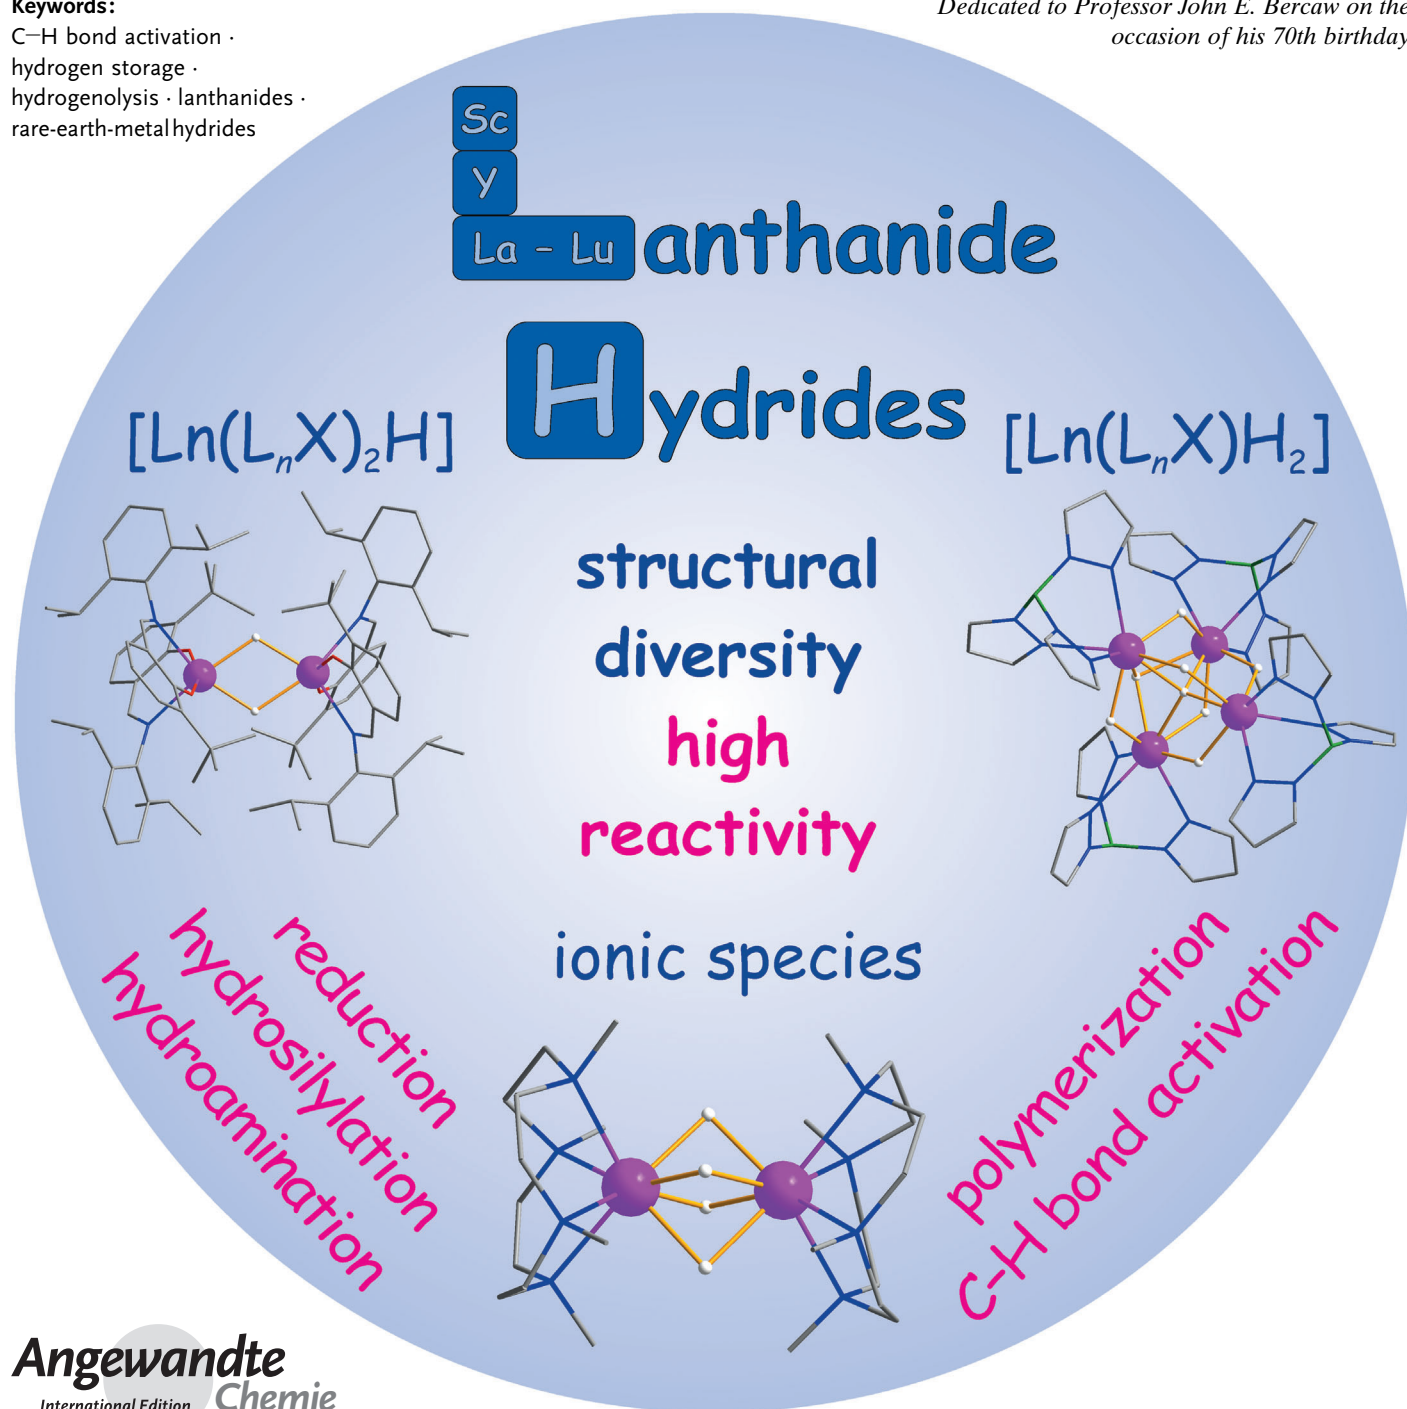 Keywords:
C–H bond activation ·
hydrogen storage ·
hydrogenolysis · lanthanides ·
rare-earth-metal hydrides
Dedicated to Professor John E. Bercaw on the
occasion of his 70th birthday
Sc
Y
La – Lu anthanide
Hydrides
[Ln(LₙX)₂H]
[Ln(LₙX)H₂]
structural
diversity
high
reactivity
ionic species
reduction
hydrosilylation
hydroamination
polymerization
C-H bond activation
Angewandte
International Edition Chemie